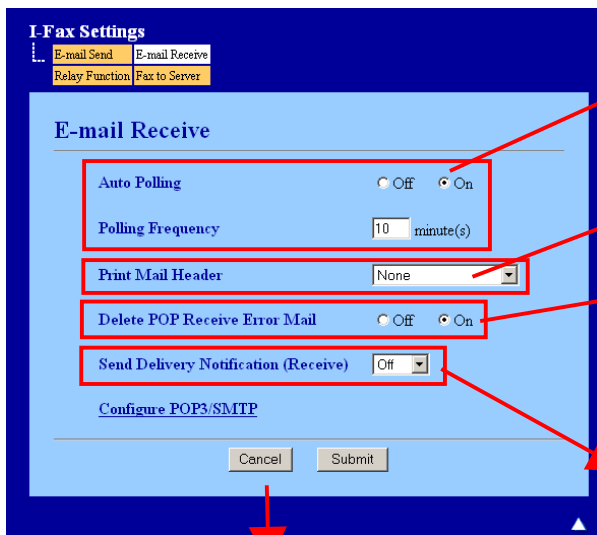 I-Fax Settings
E-mail Send E-mail Receive
Relay Function Fax to Server
E-mail Receive
Auto Polling Off On
Polling Frequency 10 minute(s)
Print Mail Header None
Delete POP Receive Error Mail Off On
Send Delivery Notification (Receive) Off
Configure POP3/SMTP
Cancel Submit